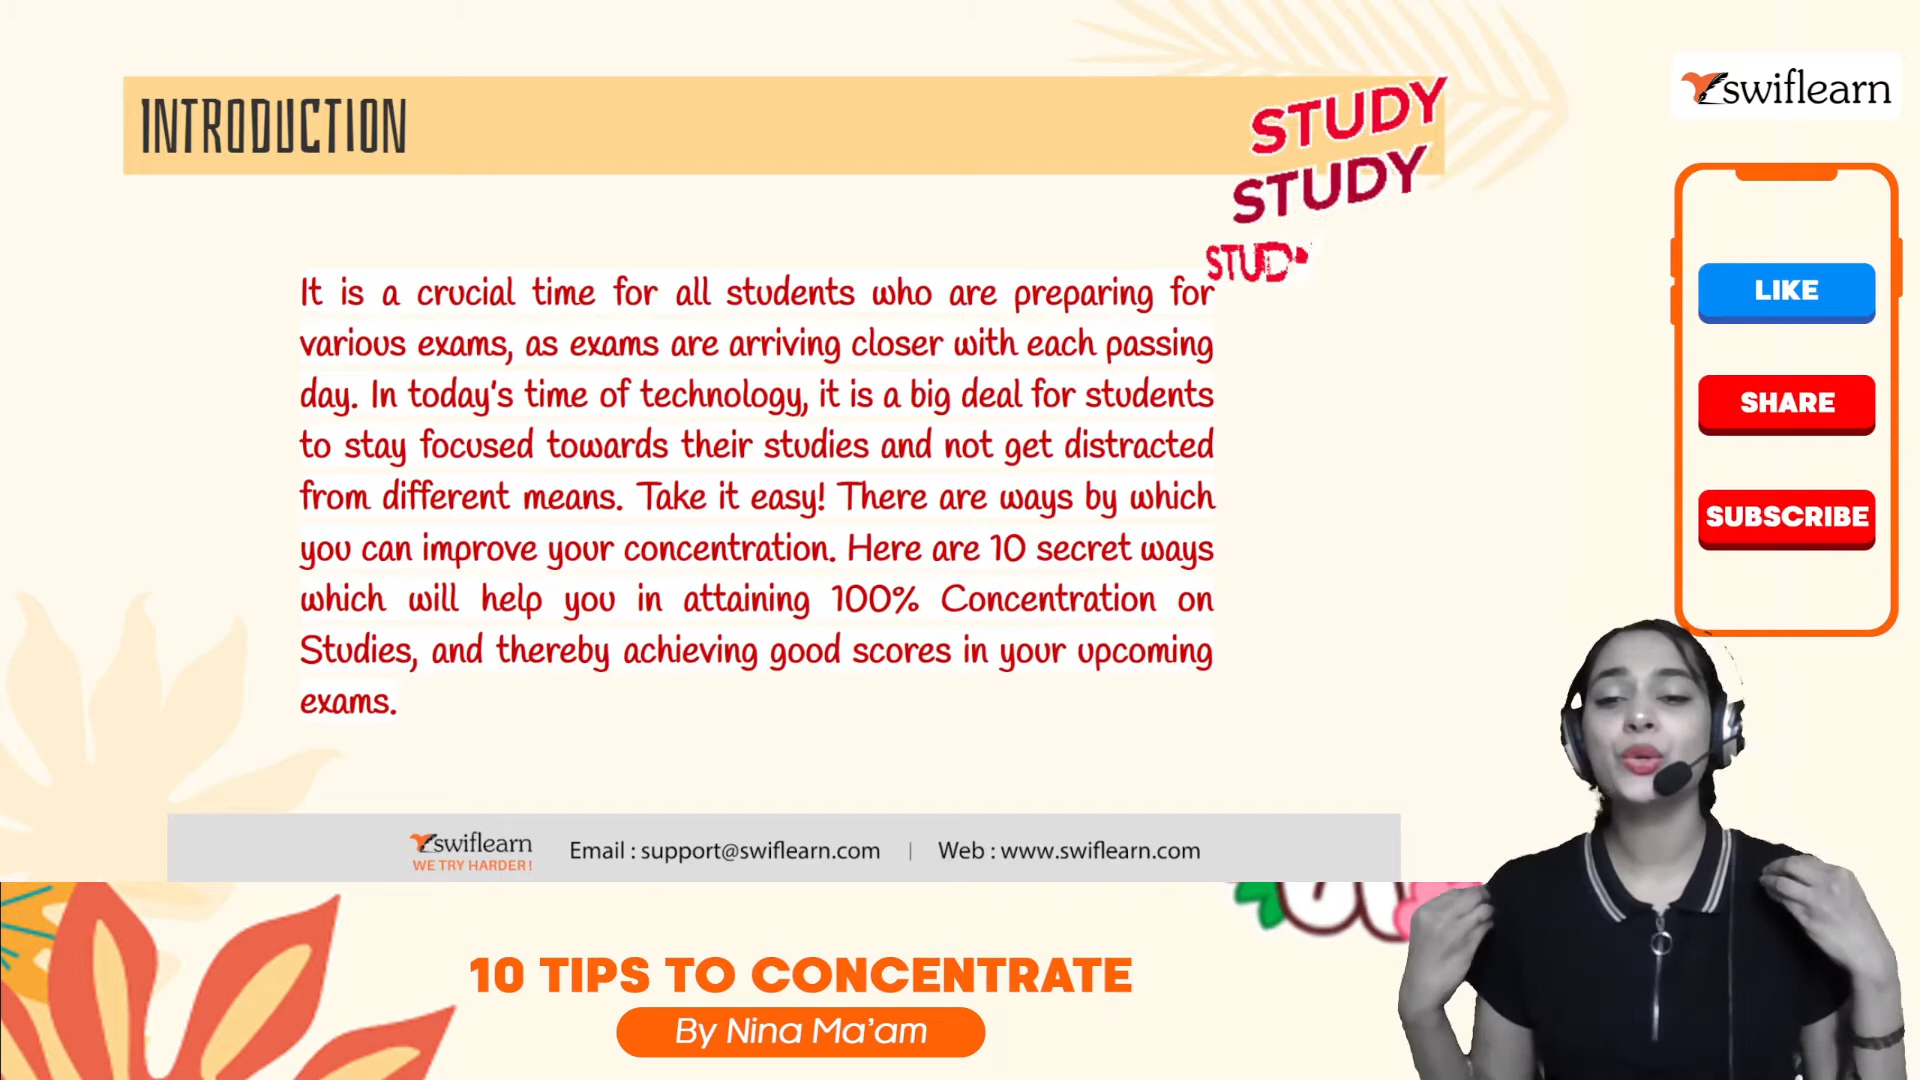 INTRODUCTION
STUDY
STUDY
swiflearn
It is a crucial time for all students who are preparing for
various exams, as exams are arriving closer with each passing
day. In today's time of technology, it is a big deal for students
to stay focused towards their studies and not get distracted
from different means. Take it easy! There are ways by which
you can improve your concentration. Here are 10 secret ways
which will help you in attaining 100% Concentration on
Studies, and thereby achieving good scores in your upcoming
exams.
LIKE
SHARE
SUBSCRIBE
swiflearn
WE TRY HARDER!
Email : support@swiflearn.com | Web : www.swiflearn.com
10 TIPS TO CONCENTRATE
By Nina Ma'am